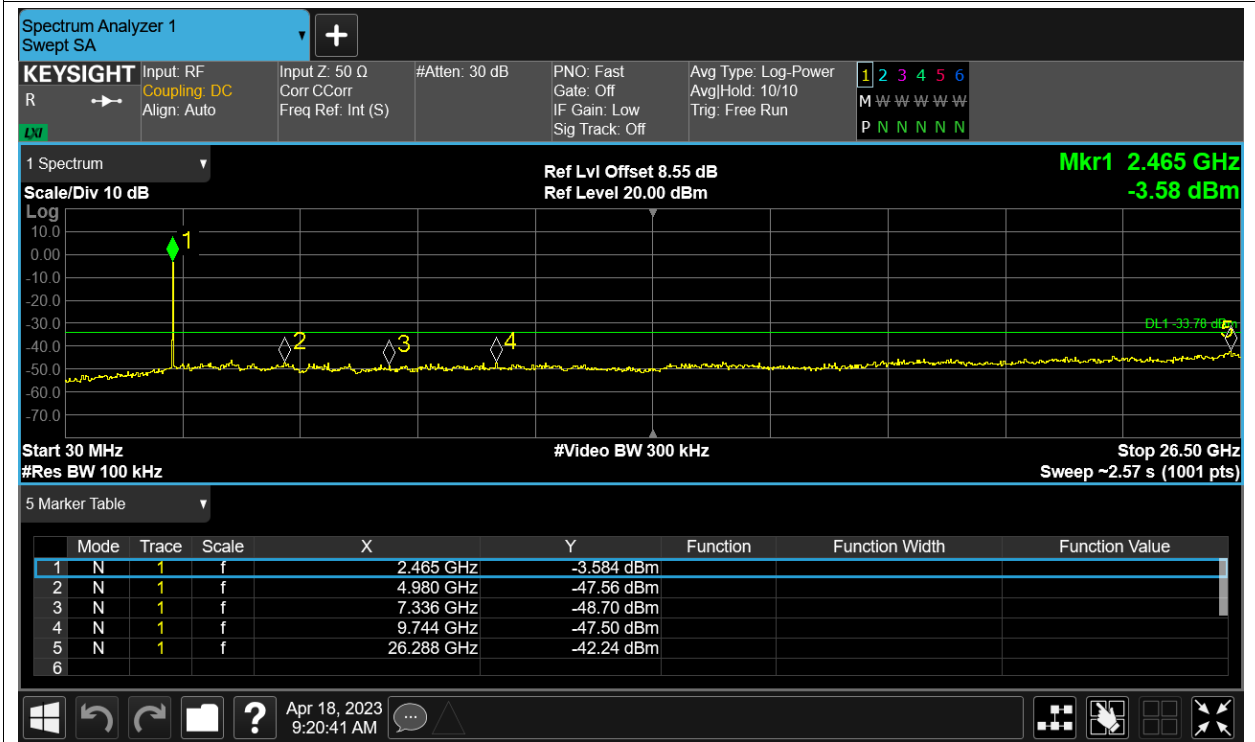 Spectrum Analyzer 1
Swept SA
KEYSIGHT Input: RF Input Z: 50 Ω #Atten: 30 dB PNO: Fast Avg Type: Log-Power 1 2 3 4 5 6
R Coupling: DC Corr CCorr Gate: Off Avg|Hold: 10/10 M W W W W W
Align: Auto Freq Ref: Int (S) IF Gain: Low Trig: Free Run
LXI Sig Track: Off P N N N N N
1 Spectrum Ref Lvl Offset 8.55 dB Mkr1 2.465 GHz
Scale/Div 10 dB Ref Level 20.00 dBm -3.58 dBm
Log
10.0
0.00
-10.0
-20.0
-30.0
-40.0
-50.0
-60.0
-70.0
1
2
3
4
5
DL1 -33.78 dBm
Start 30 MHz #Video BW 300 kHz Stop 26.50 GHz
#Res BW 100 kHz Sweep ~2.57 s (1001 pts)
5 Marker Table
Mode Trace Scale X Y Function Function Width Function Value
1 N 1 f 2.465 GHz -3.584 dBm
2 N 1 f 4.980 GHz -47.56 dBm
3 N 1 f 7.336 GHz -48.70 dBm
4 N 1 f 9.744 GHz -47.50 dBm
5 N 1 f 26.288 GHz -42.24 dBm
6
? Apr 18, 2023
9:20:41 AM